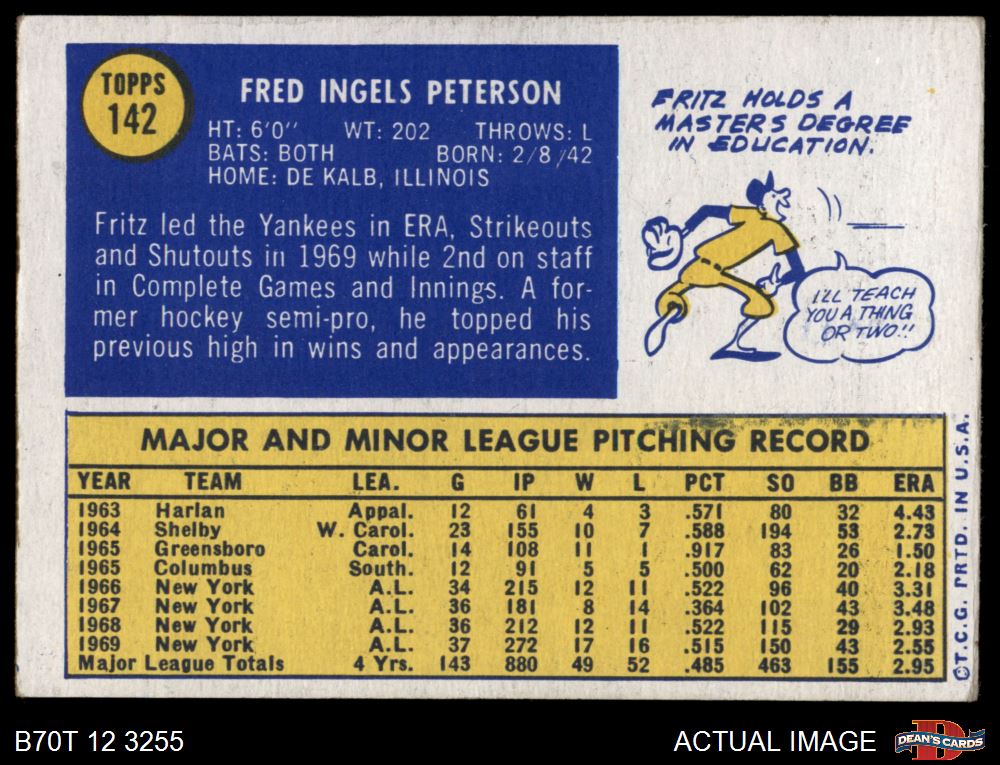 TOPPS
142
FRED INGELS PETERSON
HT: 6'0" WT: 202 THROWS: L
BATS: BOTH BORN: 2/8/42
HOME: DE KALB, ILLINOIS
Fritz led the Yankees in ERA, Strikeouts
and Shutouts in 1969 while 2nd on staff
in Complete Games and Innings. A for-
mer hockey semi-pro, he topped his
previous high in wins and appearances.
FRITZ HOLDS A
MASTERS DEGREE
IN EDUCATION.
I'LL TEACH
YOU A THING
OR TWO!!
MAJOR AND MINOR LEAGUE PITCHING RECORD
YEAR TEAM LEA. G IP W L PCT SO BB ERA
1963 Harlan Appal. 12 61 4 3 .571 80 32 4.43
1964 Shelby W. Carol. 23 155 10 7 .588 194 53 2.73
1965 Greensboro Carol. 14 108 11 1 .917 83 26 1.50
1965 Columbus South. 12 91 5 5 .500 62 20 2.18
1966 New York A.L. 34 215 12 11 .522 96 40 3.31
1967 New York A.L. 36 181 8 14 .364 102 43 3.48
1968 New York A.L. 36 212 12 11 .522 115 29 2.93
1969 New York A.L. 37 272 17 16 .515 150 43 2.55
Major League Totals 4 Yrs. 143 880 49 52 .485 463 155 2.95
©T.C.G. PRTD. IN U.S.A.
B70T 12 3255
ACTUAL IMAGE
DEAN'S CARDS